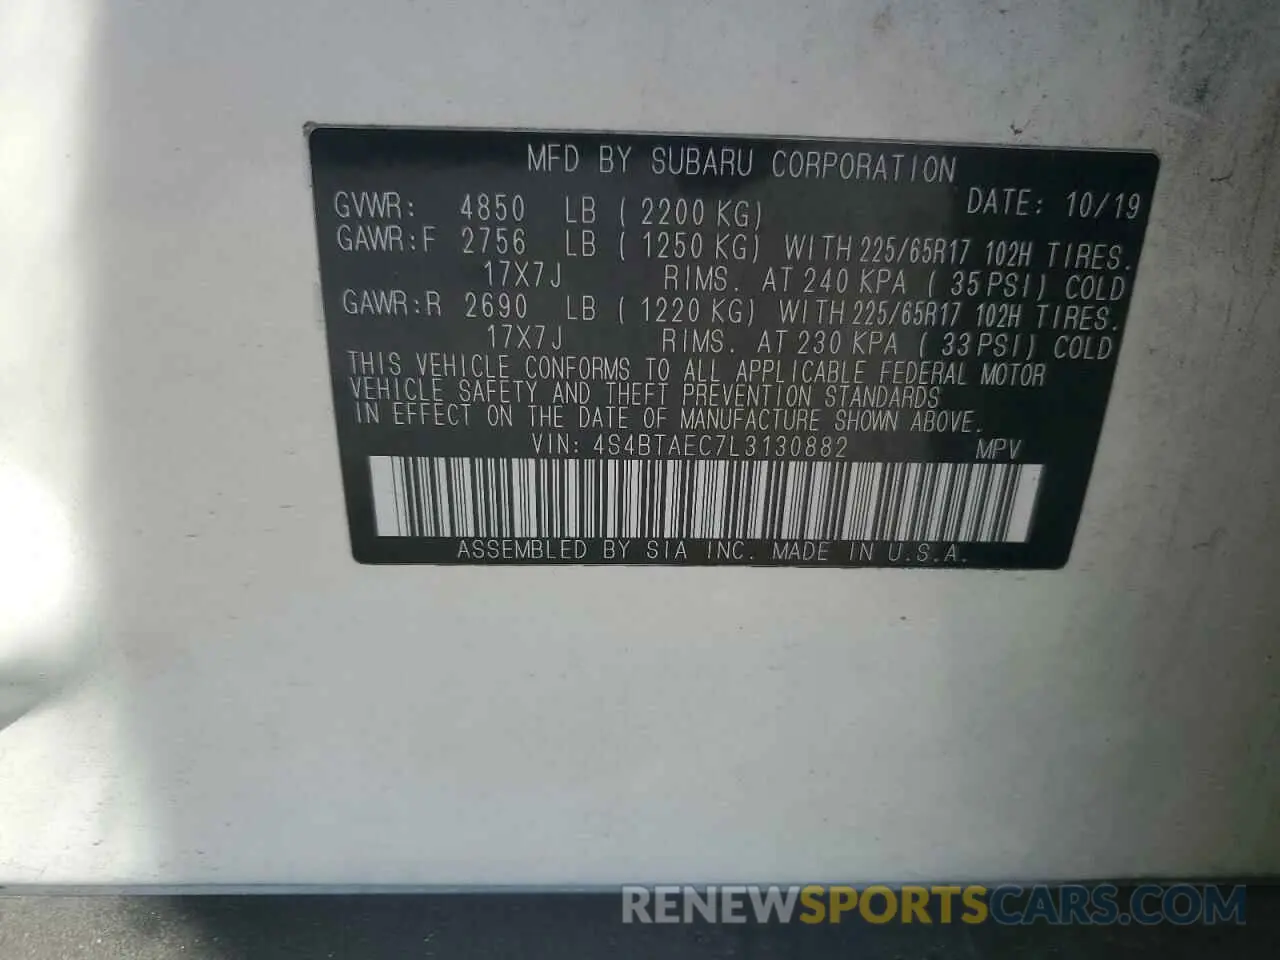 MFD BY SUBARU CORPORATION
GVWR: 4850 LB ( 2200 KG) DATE: 10/19
GAWR:F 2756 LB ( 1250 KG) WITH 225/65R17 102H TIRES.
17X7J RIMS. AT 240 KPA ( 35 PSI) COLD
GAWR:R 2690 LB ( 1220 KG) WITH 225/65R17 102H TIRES.
17X7J RIMS. AT 230 KPA ( 33 PSI) COLD
THIS VEHICLE CONFORMS TO ALL APPLICABLE FEDERAL MOTOR
VEHICLE SAFETY AND THEFT PREVENTION STANDARDS
IN EFFECT ON THE DATE OF MANUFACTURE SHOWN ABOVE.
VIN: 4S4BTAEC7L3130882 MPV
ASSEMBLED BY SIA INC. MADE IN U.S.A.
RENEWSPORTSCARS.COM